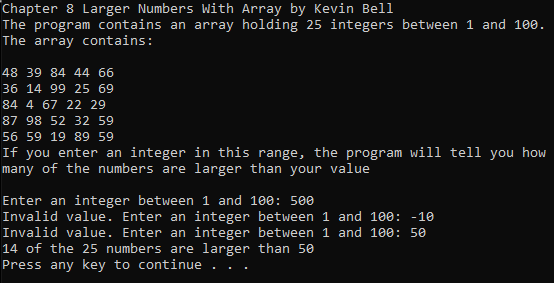 Chapter 8 Larger Numbers With Array by Kevin Bell
The program contains an array holding 25 integers between 1 and 100.
The array contains:
48 39 84 44 66
36 14 99 25 69
84 4 67 22 29
87 98 52 32 59
56 59 19 89 59
If you enter an integer in this range, the program will tell you how
many of the numbers are larger than your value
Enter an integer between 1 and 100: 500
Invalid value. Enter an integer between 1 and 100: -10
Invalid value. Enter an integer between 1 and 100: 50
14 of the 25 numbers are larger than 50
Press any key to continue . . .